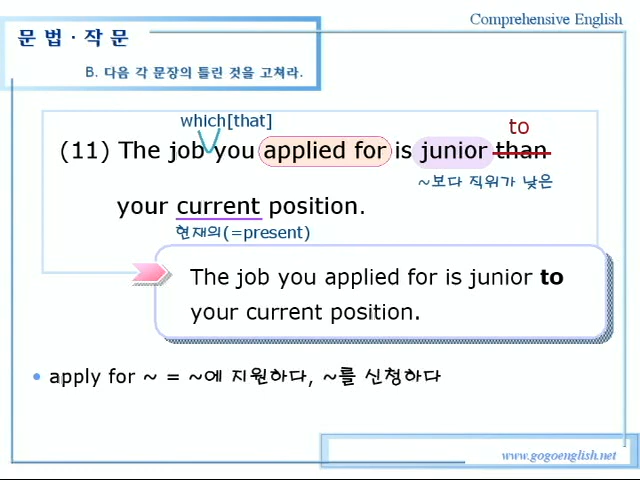 Comprehensive English
문 법 · 작 문
B. 다음 각 문장의 틀린 것을 고쳐라.
which[that]
to
(11) The job you applied for is junior than
~보다 직위가 낮은
your current position.
현재의(=present)
The job you applied for is junior to
your current position.
• apply for ~ = ~에 지원하다, ~를 신청하다
www.gogoenglish.net